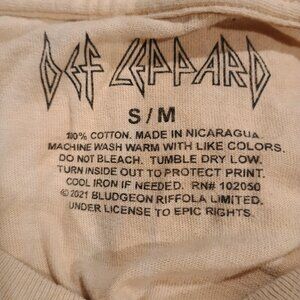 DEF LEPPARD
S/M
100% COTTON. MADE IN NICARAGUA.
MACHINE WASH WARM WITH LIKE COLORS.
DO NOT BLEACH. TUMBLE DRY LOW.
TURN INSIDE OUT TO PROTECT PRINT.
COOL IRON IF NEEDED. RN# 102050
©2021 BLUDGEON RIFFOLA LIMITED.
UNDER LICENSE TO EPIC RIGHTS.